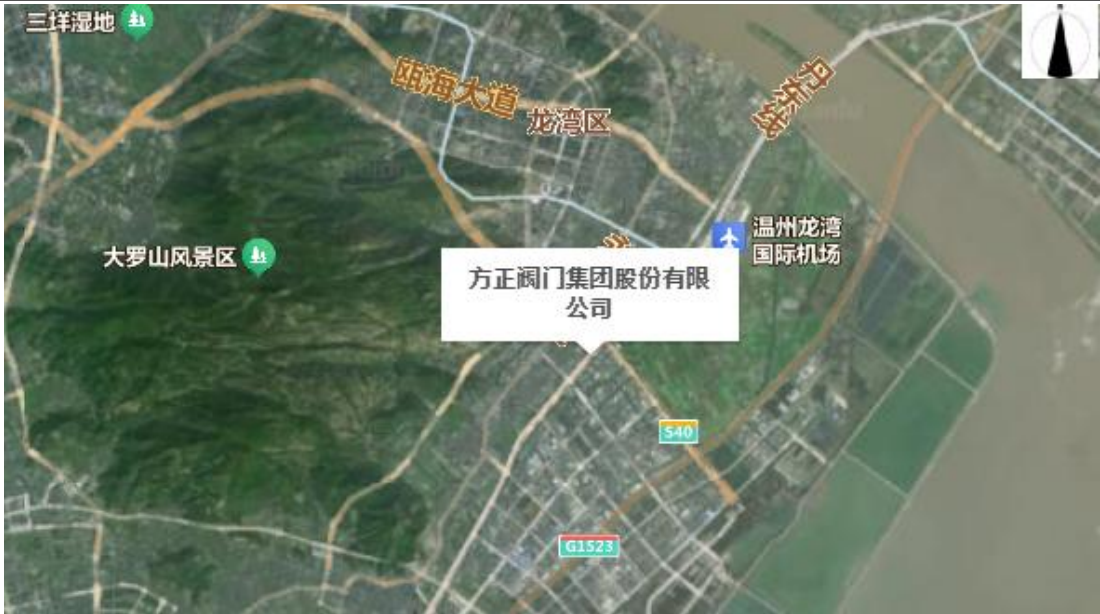 三垟湿地
瓯海大道
龙湾区
丹东线
温州龙湾
国际机场
大罗山风景区
方正阀门集团股份有限
公司
S40
G1523